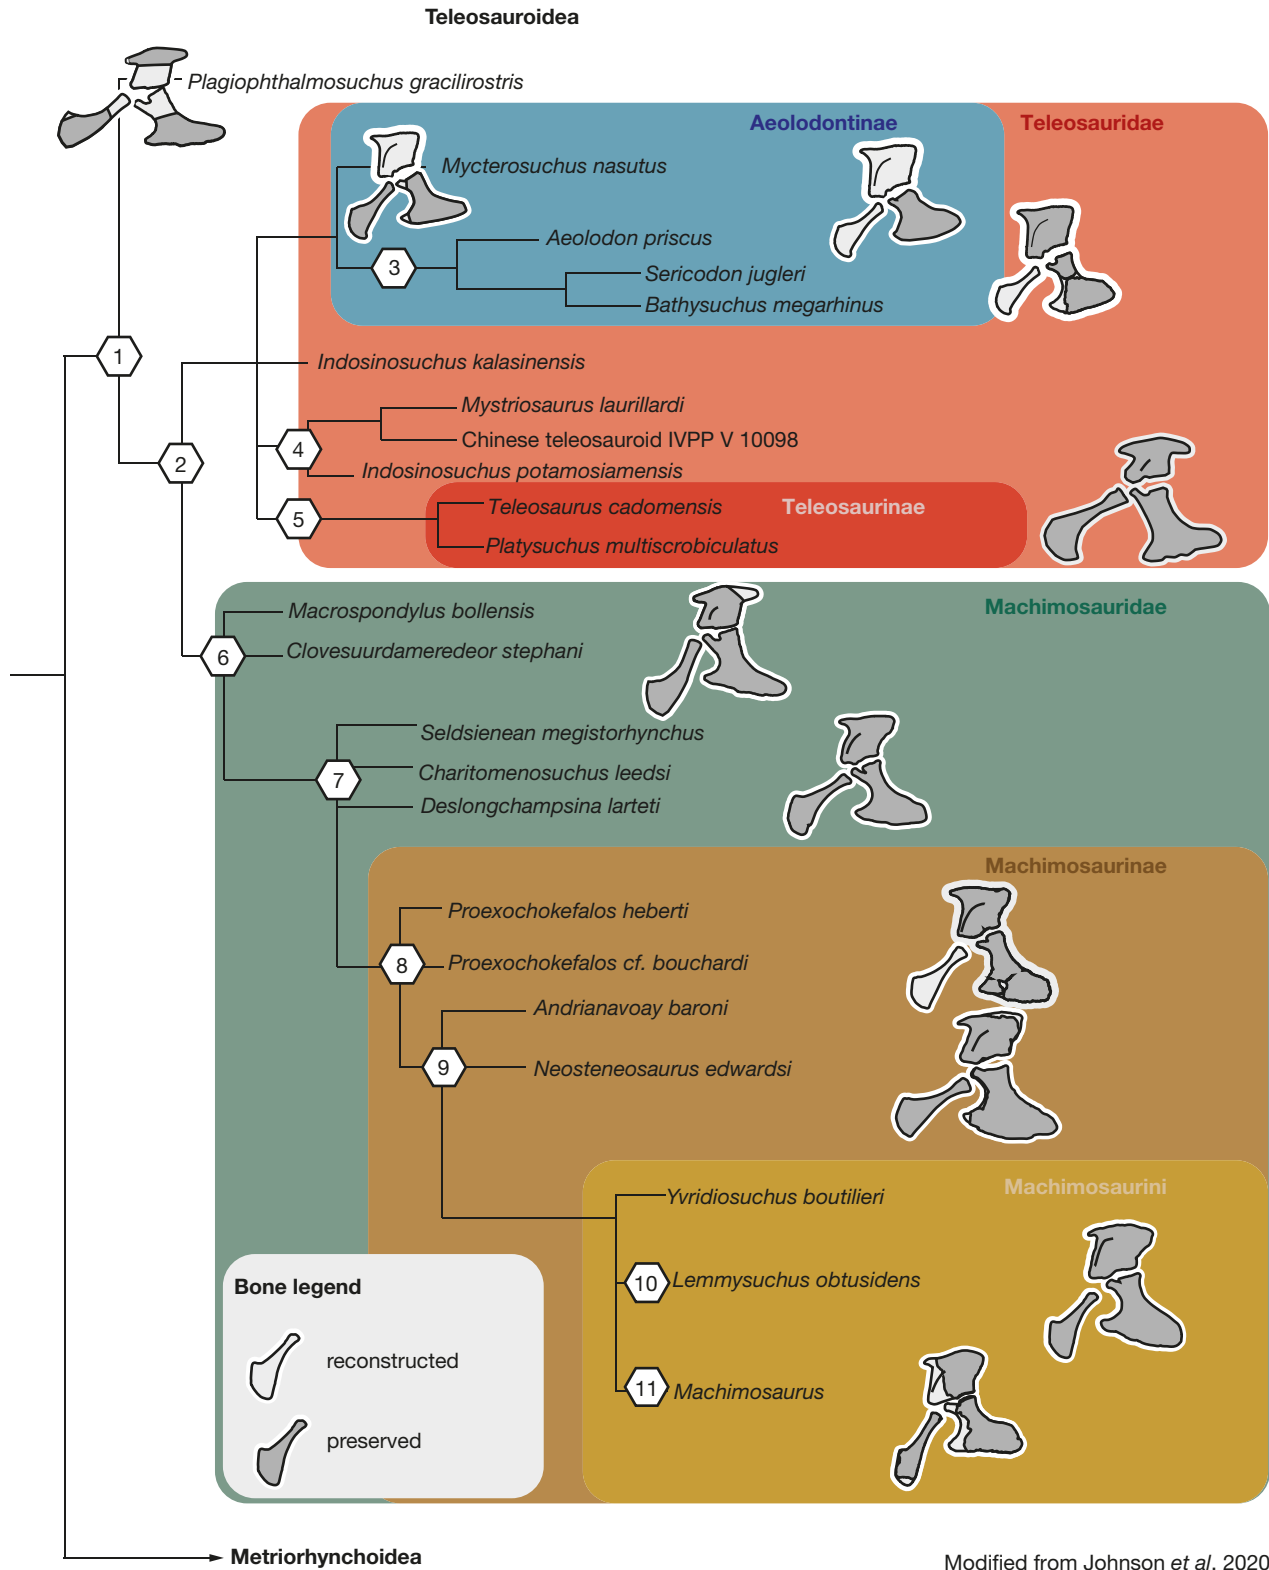 Teleosauroidea
Plagiophthalmosuchus gracilirostris
Aeolodontinae
Teleosauridae
Mycterosuchus nasutus
Aeolodon priscus
3
Sericodon jugleri
Bathysuchus megarhinus
1
Indosinosuchus kalasinensis
Mystriosaurus laurillardi
4
Chinese teleosauroid IVPP V 10098
2
Indosinosuchus potamosiamensis
Teleosaurus cadomensis
Teleosaurinae
5
Platysuchus multiscrobiculatus
Macrospondylus bollensis
Machimosauridae
6
Clovesuurdameredeor stephani
Seldsienean megistorhynchus
7
Charitomenosuchus leedsi
Deslongchampsina larteti
Machimosaurinae
Proexochokefalos heberti
8
Proexochokefalos cf. bouchardi
Andrianavoay baroni
9
Neosteneosaurus edwardsi
Machimosaurini
Yvridiosuchus boutilieri
10
Lemmysuchus obtusidens
Bone legend
reconstructed
11
Machimosaurus
preserved
Metriorhynchoidea
Modified from Johnson et al. 2020